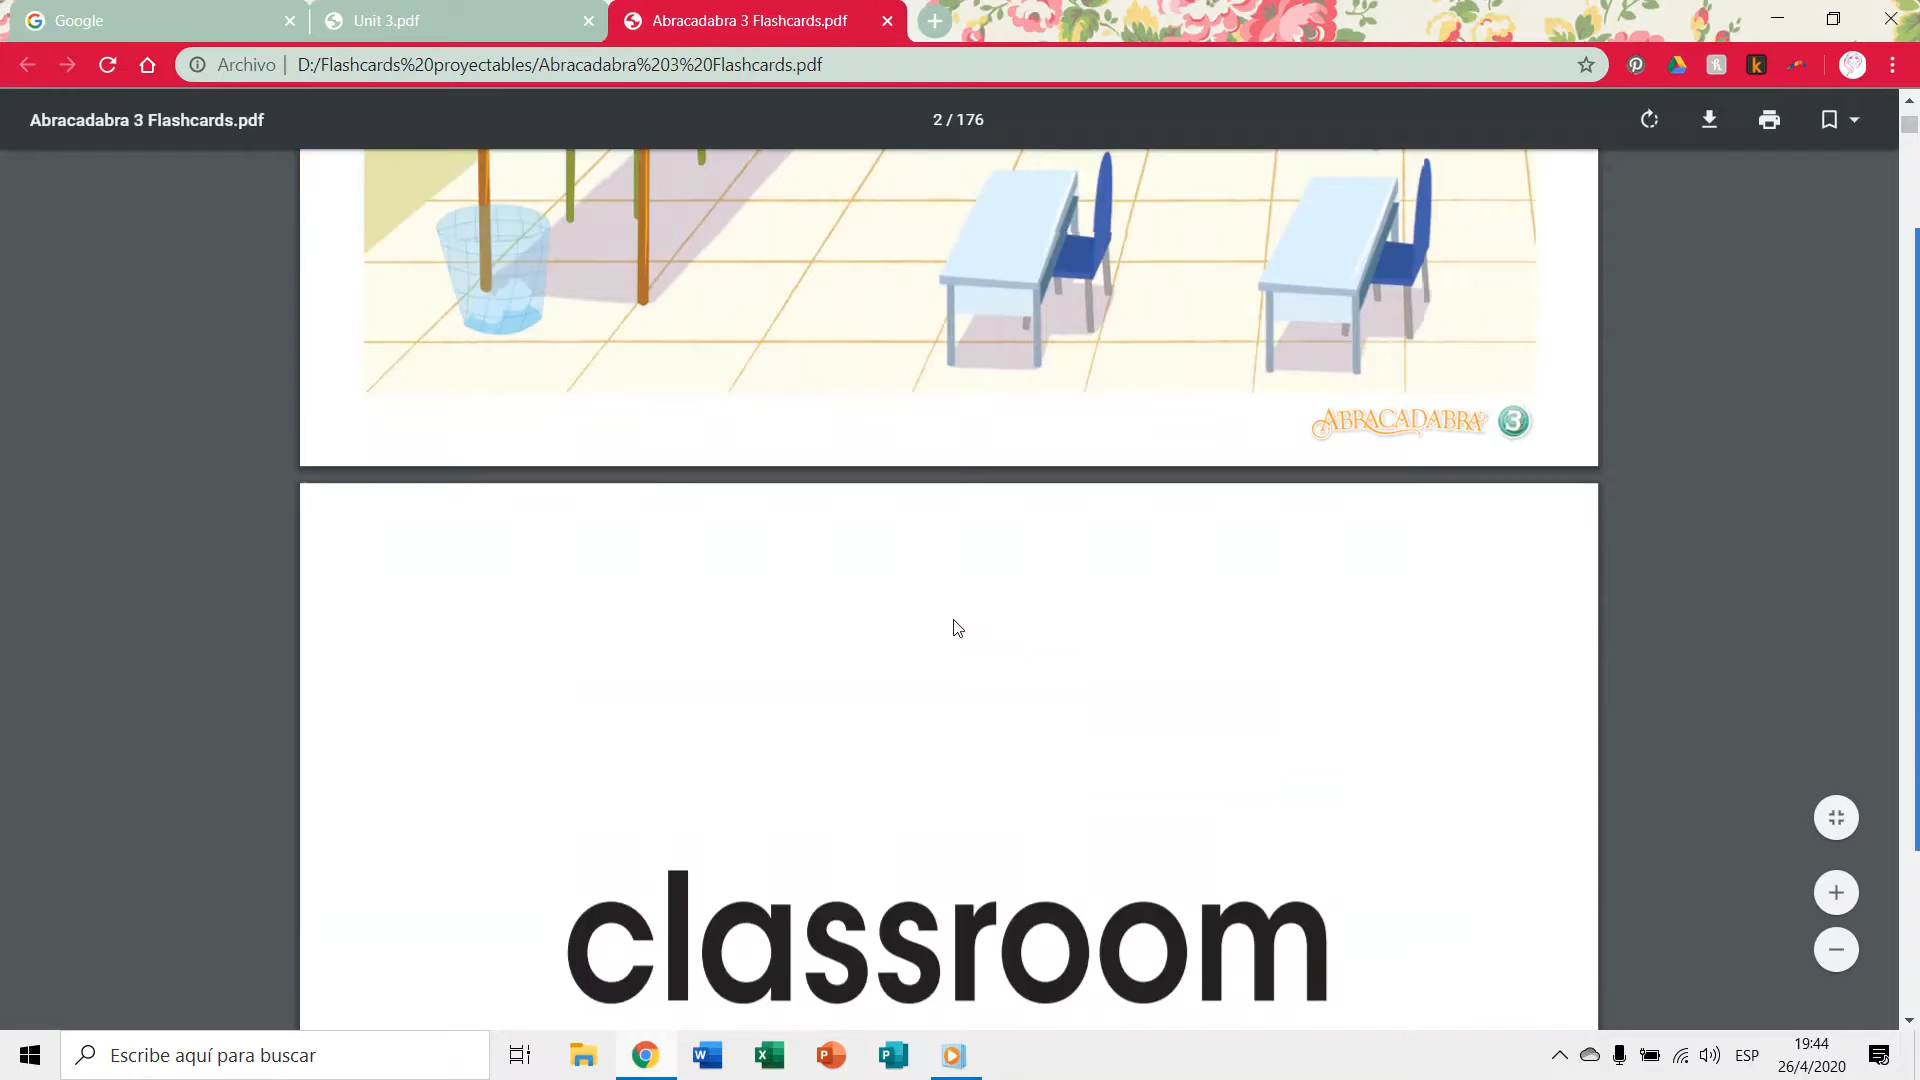 Google
Unit 3.pdf
Abracadabra 3 Flashcards.pdf
Archivo | D:/Flashcards%20proyectables/Abracadabra%203%20Flashcards.pdf
Abracadabra 3 Flashcards.pdf
2 / 176
ABRACADABRA 3
classroom
Escribe aquí para buscar
ESP
19:44
26/4/2020